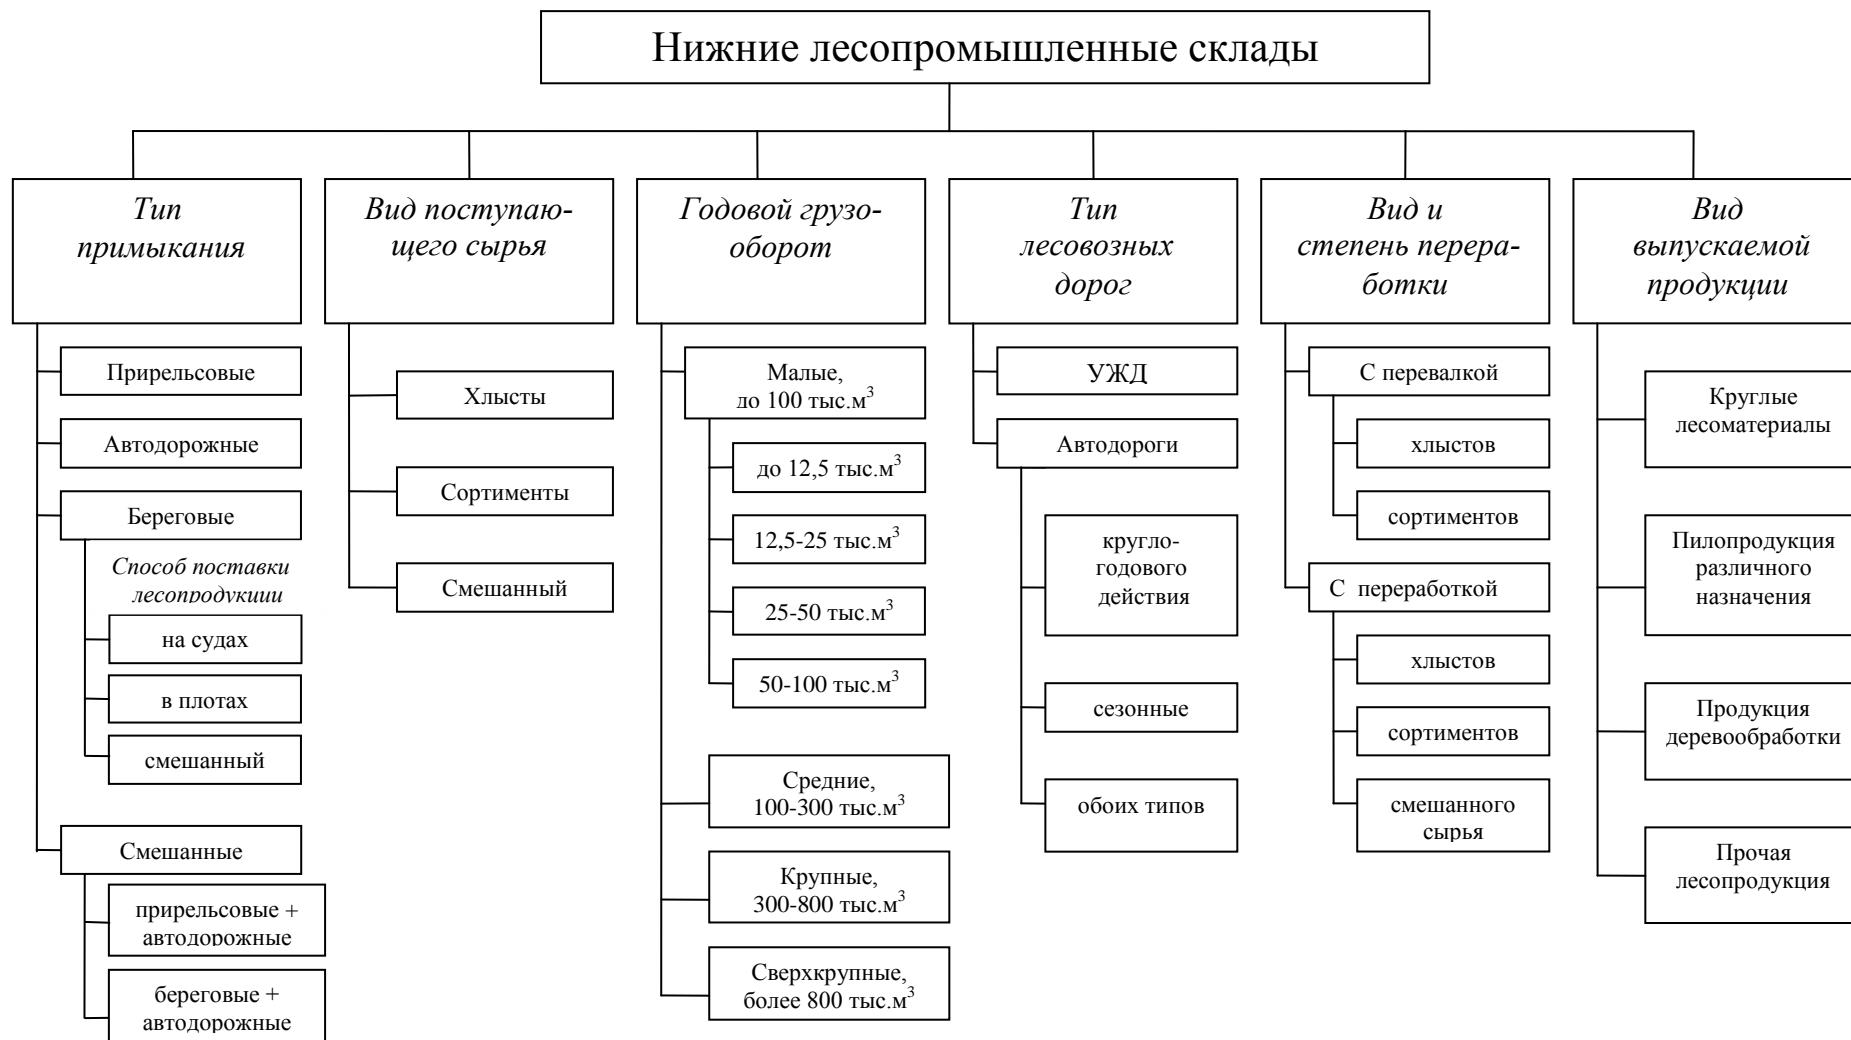 Нижние лесопромышленные склады
Тип
примыкания
Прирельсовые
Автодорожные
Береговые
Способ поставки
лесопродукции
на судах
в плотах
смешанный
Смешанные
прирельсовые +
автодорожные
береговые +
автодорожные
Вид поступаю-
щего сырья
Хлысты
Сортименты
Смешанный
Годовой грузо-
оборот
Малые,
до 100 тыс.м³
до 12,5 тыс.м³
12,5-25 тыс.м³
25-50 тыс.м³
50-100 тыс.м³
Средние,
100-300 тыс.м³
Крупные,
300-800 тыс.м³
Сверхкрупные,
более 800 тыс.м³
Тип
лесовозных
дорог
УЖД
Автодороги
кругло-
годового
действия
сезонные
обоих типов
Вид и
степень перера-
ботки
С перевалкой
хлыстов
сортиментов
С переработкой
хлыстов
сортиментов
смешанного
сырья
Вид
выпускаемой
продукции
Круглые
лесоматериалы
Пилопродукция
различного
назначения
Продукция
деревообработки
Прочая
лесопродукция